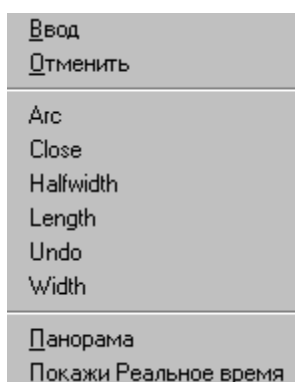 Ввод
Отменить
Arc
Close
Halfwidth
Length
Undo
Width
Панорама
Покажи Реальное время